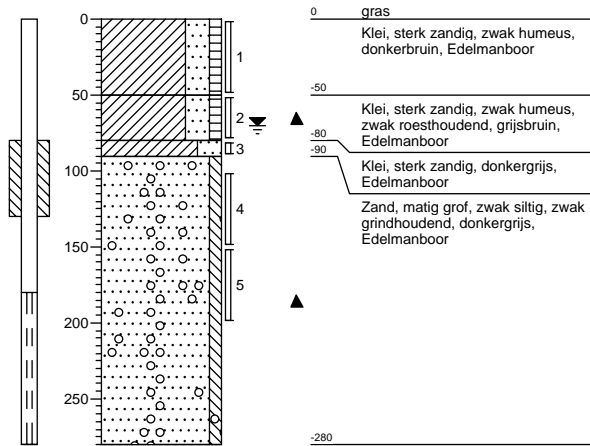 0
50
100
150
200
250
1
2
3
4
5
0
gras
Klei, sterk zandig, zwak humeus,
donkerbruin, Edelmanboor
-50
Klei, sterk zandig, zwak humeus,
zwak roesthoudend, grijsbruin,
Edelmanboor
-80
-90
Klei, sterk zandig, donkergrijs,
Edelmanboor
Zand, matig grof, zwak siltig, zwak
grindhoudend, donkergrijs,
Edelmanboor
-280